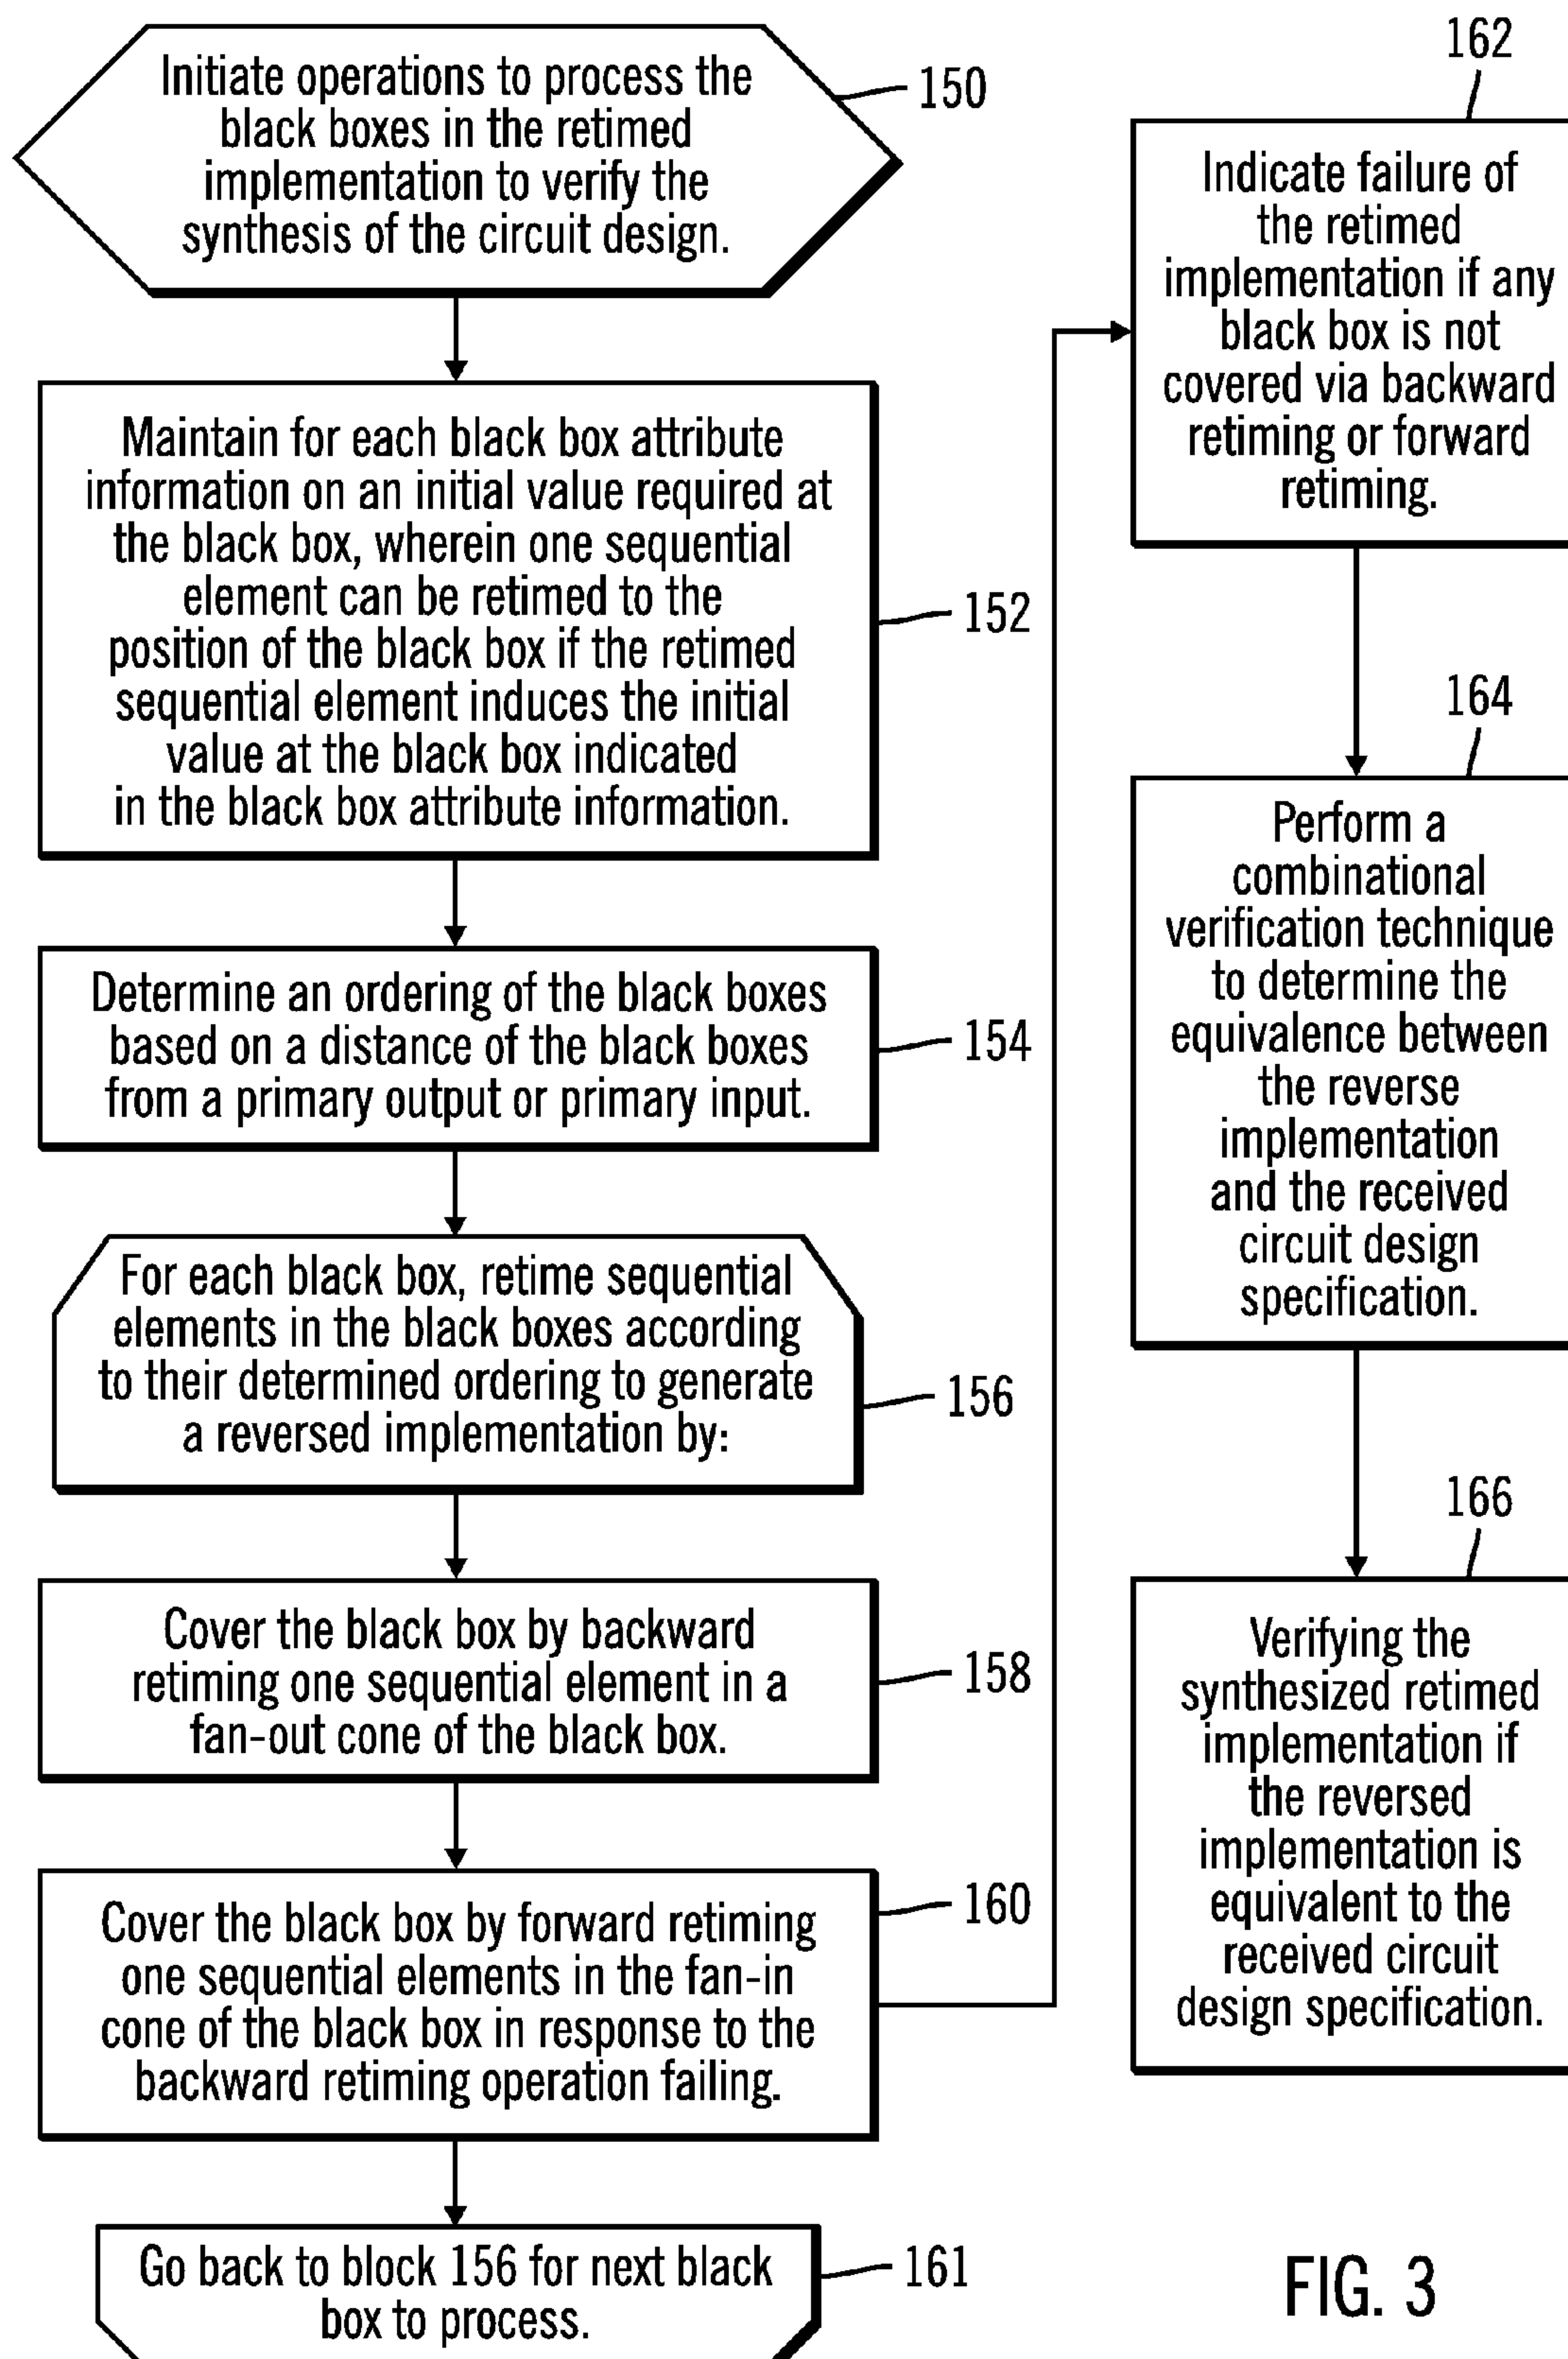 Initiate operations to process the
black boxes in the retimed
implementation to verify the
synthesis of the circuit design.
150
Maintain for each black box attribute
information on an initial value required at
the black box, wherein one sequential
element can be retimed to the
position of the black box if the retimed
sequential element induces the initial
value at the black box indicated
in the black box attribute information.
152
Determine an ordering of the black boxes
based on a distance of the black boxes
from a primary output or primary input.
154
For each black box, retime sequential
elements in the black boxes according
to their determined ordering to generate
a reversed implementation by:
156
Cover the black box by backward
retiming one sequential element in a
fan-out cone of the black box.
158
Cover the black box by forward retiming
one sequential elements in the fan-in
cone of the black box in response to the
backward retiming operation failing.
160
Go back to block 156 for next black
box to process.
161
162
Indicate failure of
the retimed
implementation if any
black box is not
covered via backward
retiming or forward
retiming.
164
Perform a
combinational
verification technique
to determine the
equivalence between
the reverse
implementation
and the received
circuit design
specification.
166
Verifying the
synthesized retimed
implementation if
the reversed
implementation is
equivalent to the
received circuit
design specification.
FIG. 3